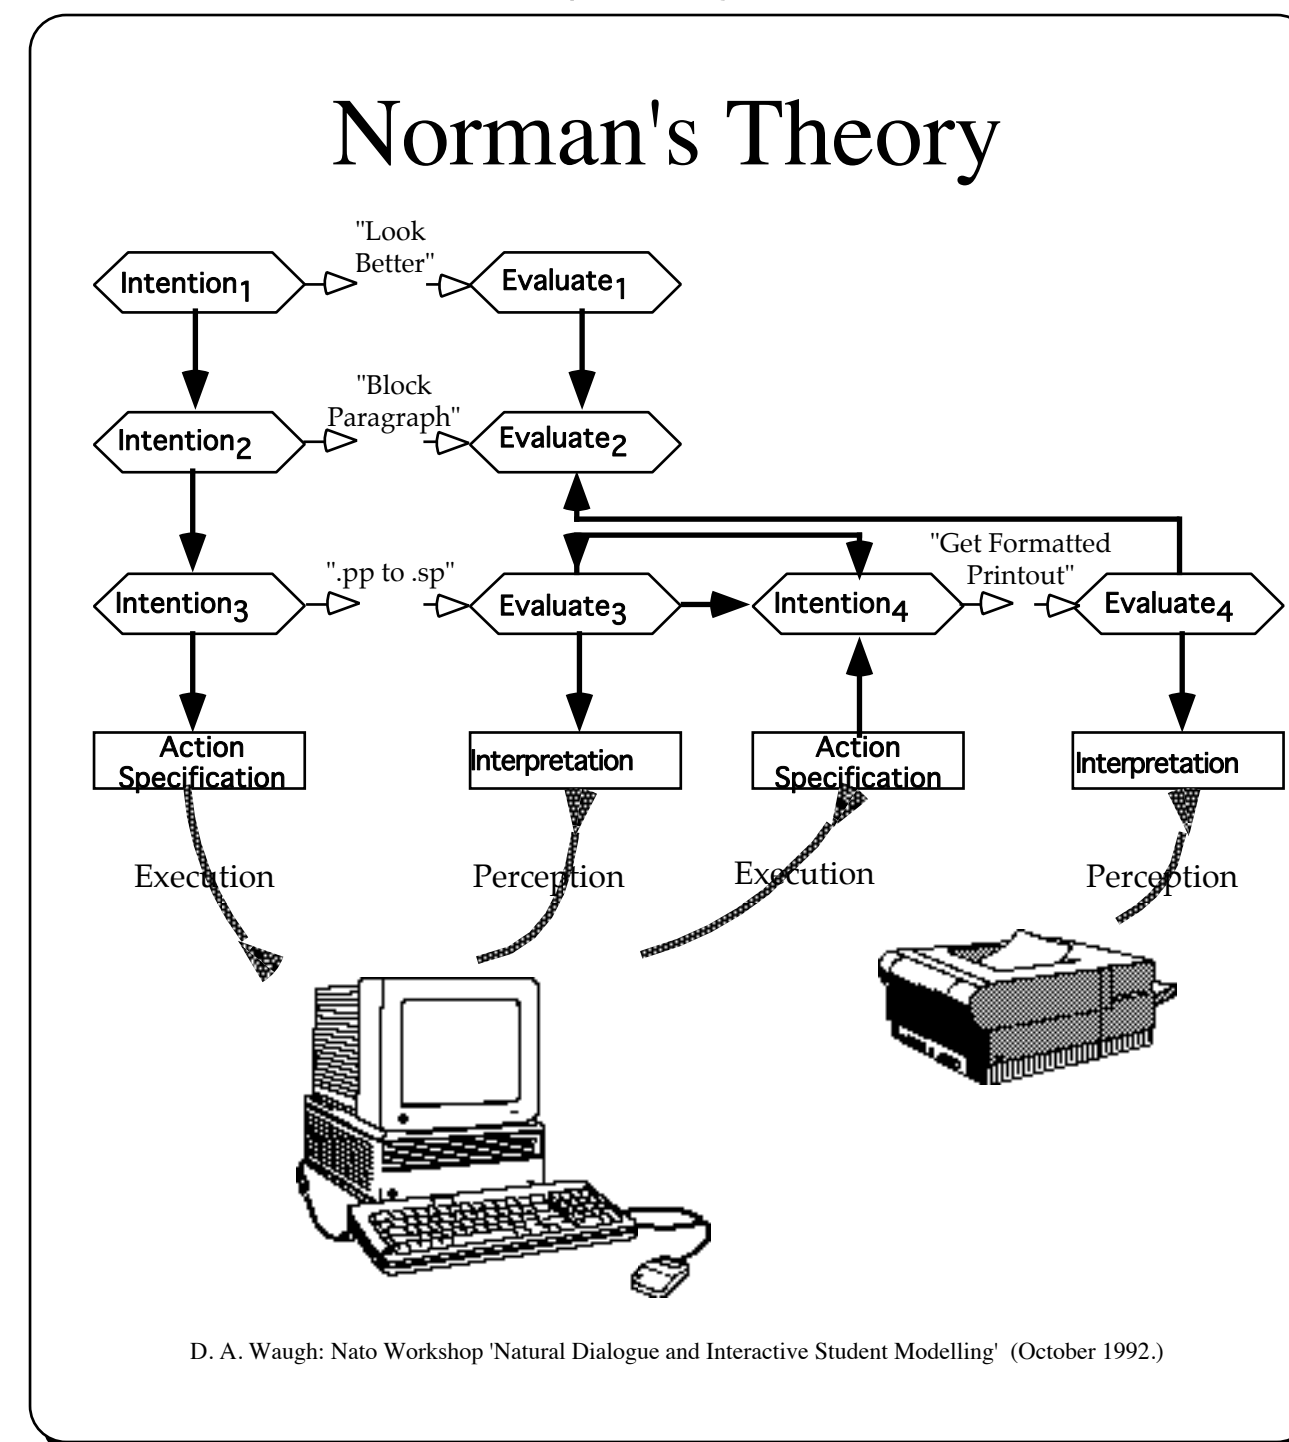 Norman's Theory
"Look
Better"
Intention1
Evaluate1
"Block
Paragraph"
Intention2
Evaluate2
"Get Formatted
Printout"
".pp to .sp"
Intention3
Evaluate3
Intention4
Evaluate4
Action
Specification
Interpretation
Action
Specification
Interpretation
Execution
Perception
Execution
Perception
D. A. Waugh: Nato Workshop 'Natural Dialogue and Interactive Student Modelling' (October 1992.)